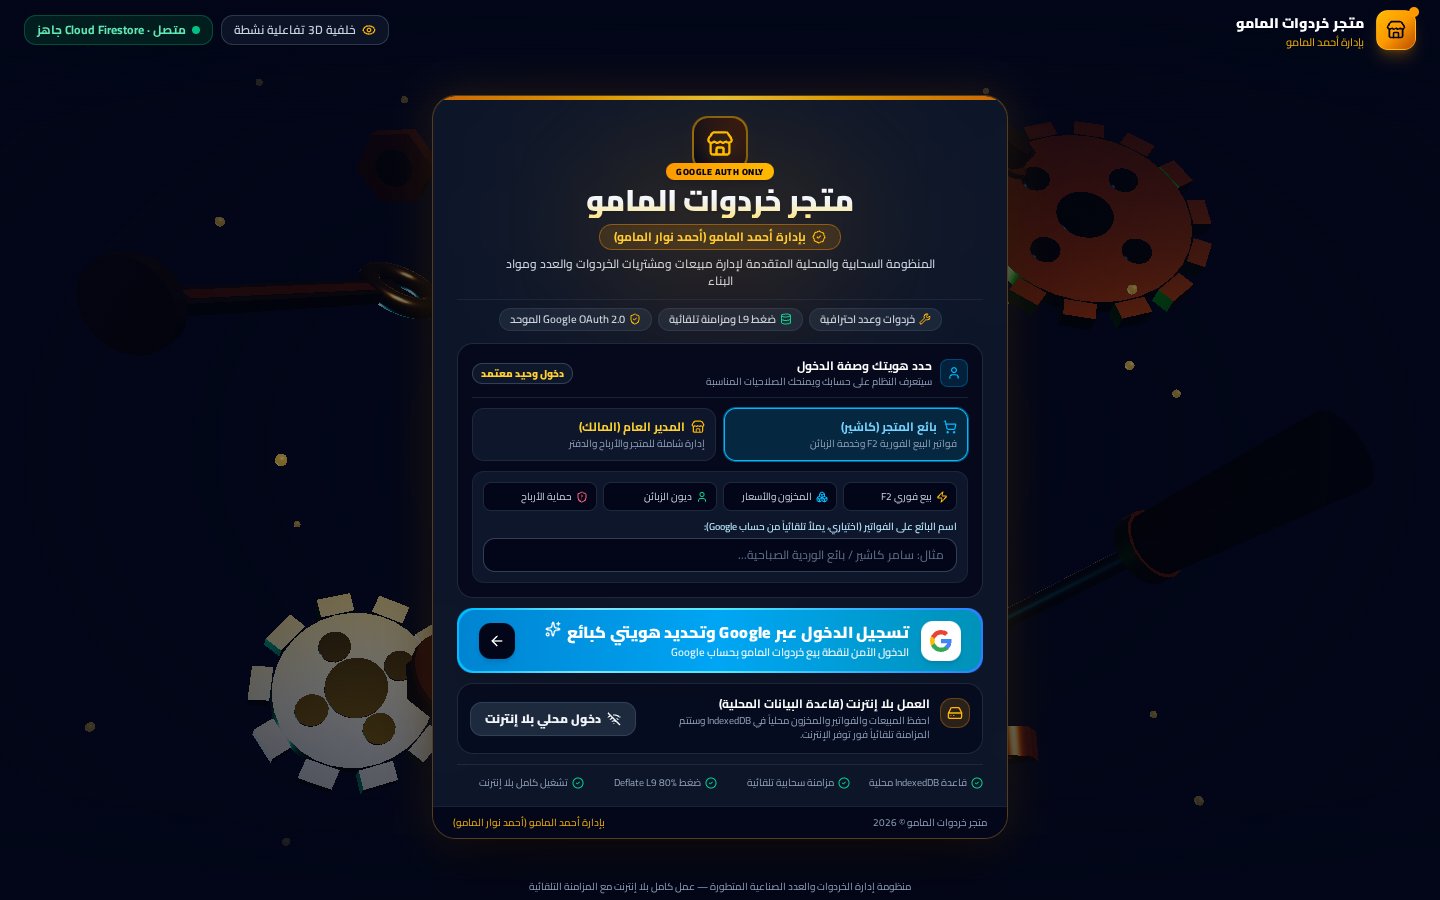 متجر خردوات المامو
بإدارة أحمد المامو
خلفية 3D تفاعلية نشطة
متصل · Cloud Firestore جاهز
GOOGLE AUTH ONLY
متجر خردوات المامو
بإدارة أحمد المامو (أحمد نوار المامو)
المنظومة السحابية والمحلية المتقدمة لإدارة مبيعات ومشتريات الخردوات والعدد ومواد
البناء
خردوات وعدد احترافية
ضغط L9 ومزامنة تلقائية
Google OAuth 2.0 الموحد
حدد هويتك وصفة الدخول
سيتعرف النظام على حسابك ويمنحك الصلاحيات المناسبة
دخول وحيد معتمد
بائع المتجر (كاشير)
فواتير البيع الفورية F2 وخدمة الزبائن
المدير العام (المالك)
إدارة شاملة للمتجر والأرباح والدفتر
بيع فوري F2
المخزون والأسعار
ديون الزبائن
حماية الأرباح
اسم البائع على الفواتير (اختياري، يملأ تلقائياً من حساب Google):
مثال: سامر كاشير / بائع الوردية الصباحية...
تسجيل الدخول عبر Google وتحديد هويتي كبائع
الدخول الآمن لنقطة بيع خردوات المامو بحساب Google
العمل بلا إنترنت (قاعدة البيانات المحلية)
احفظ المبيعات والفواتير والمخزون محلياً في IndexedDB وستتم
المزامنة تلقائياً فور توفر الإنترنت.
دخول محلي بلا إنترنت
قاعدة IndexedDB محلية
مزامنة سحابية تلقائية
ضغط Deflate L9 80%
تشغيل كامل بلا إنترنت
متجر خردوات المامو © 2026
بإدارة أحمد المامو (أحمد نوار المامو)
منظومة إدارة الخردوات والعدد الصناعية المتطورة — عمل كامل بلا إنترنت مع المزامنة التلقائية